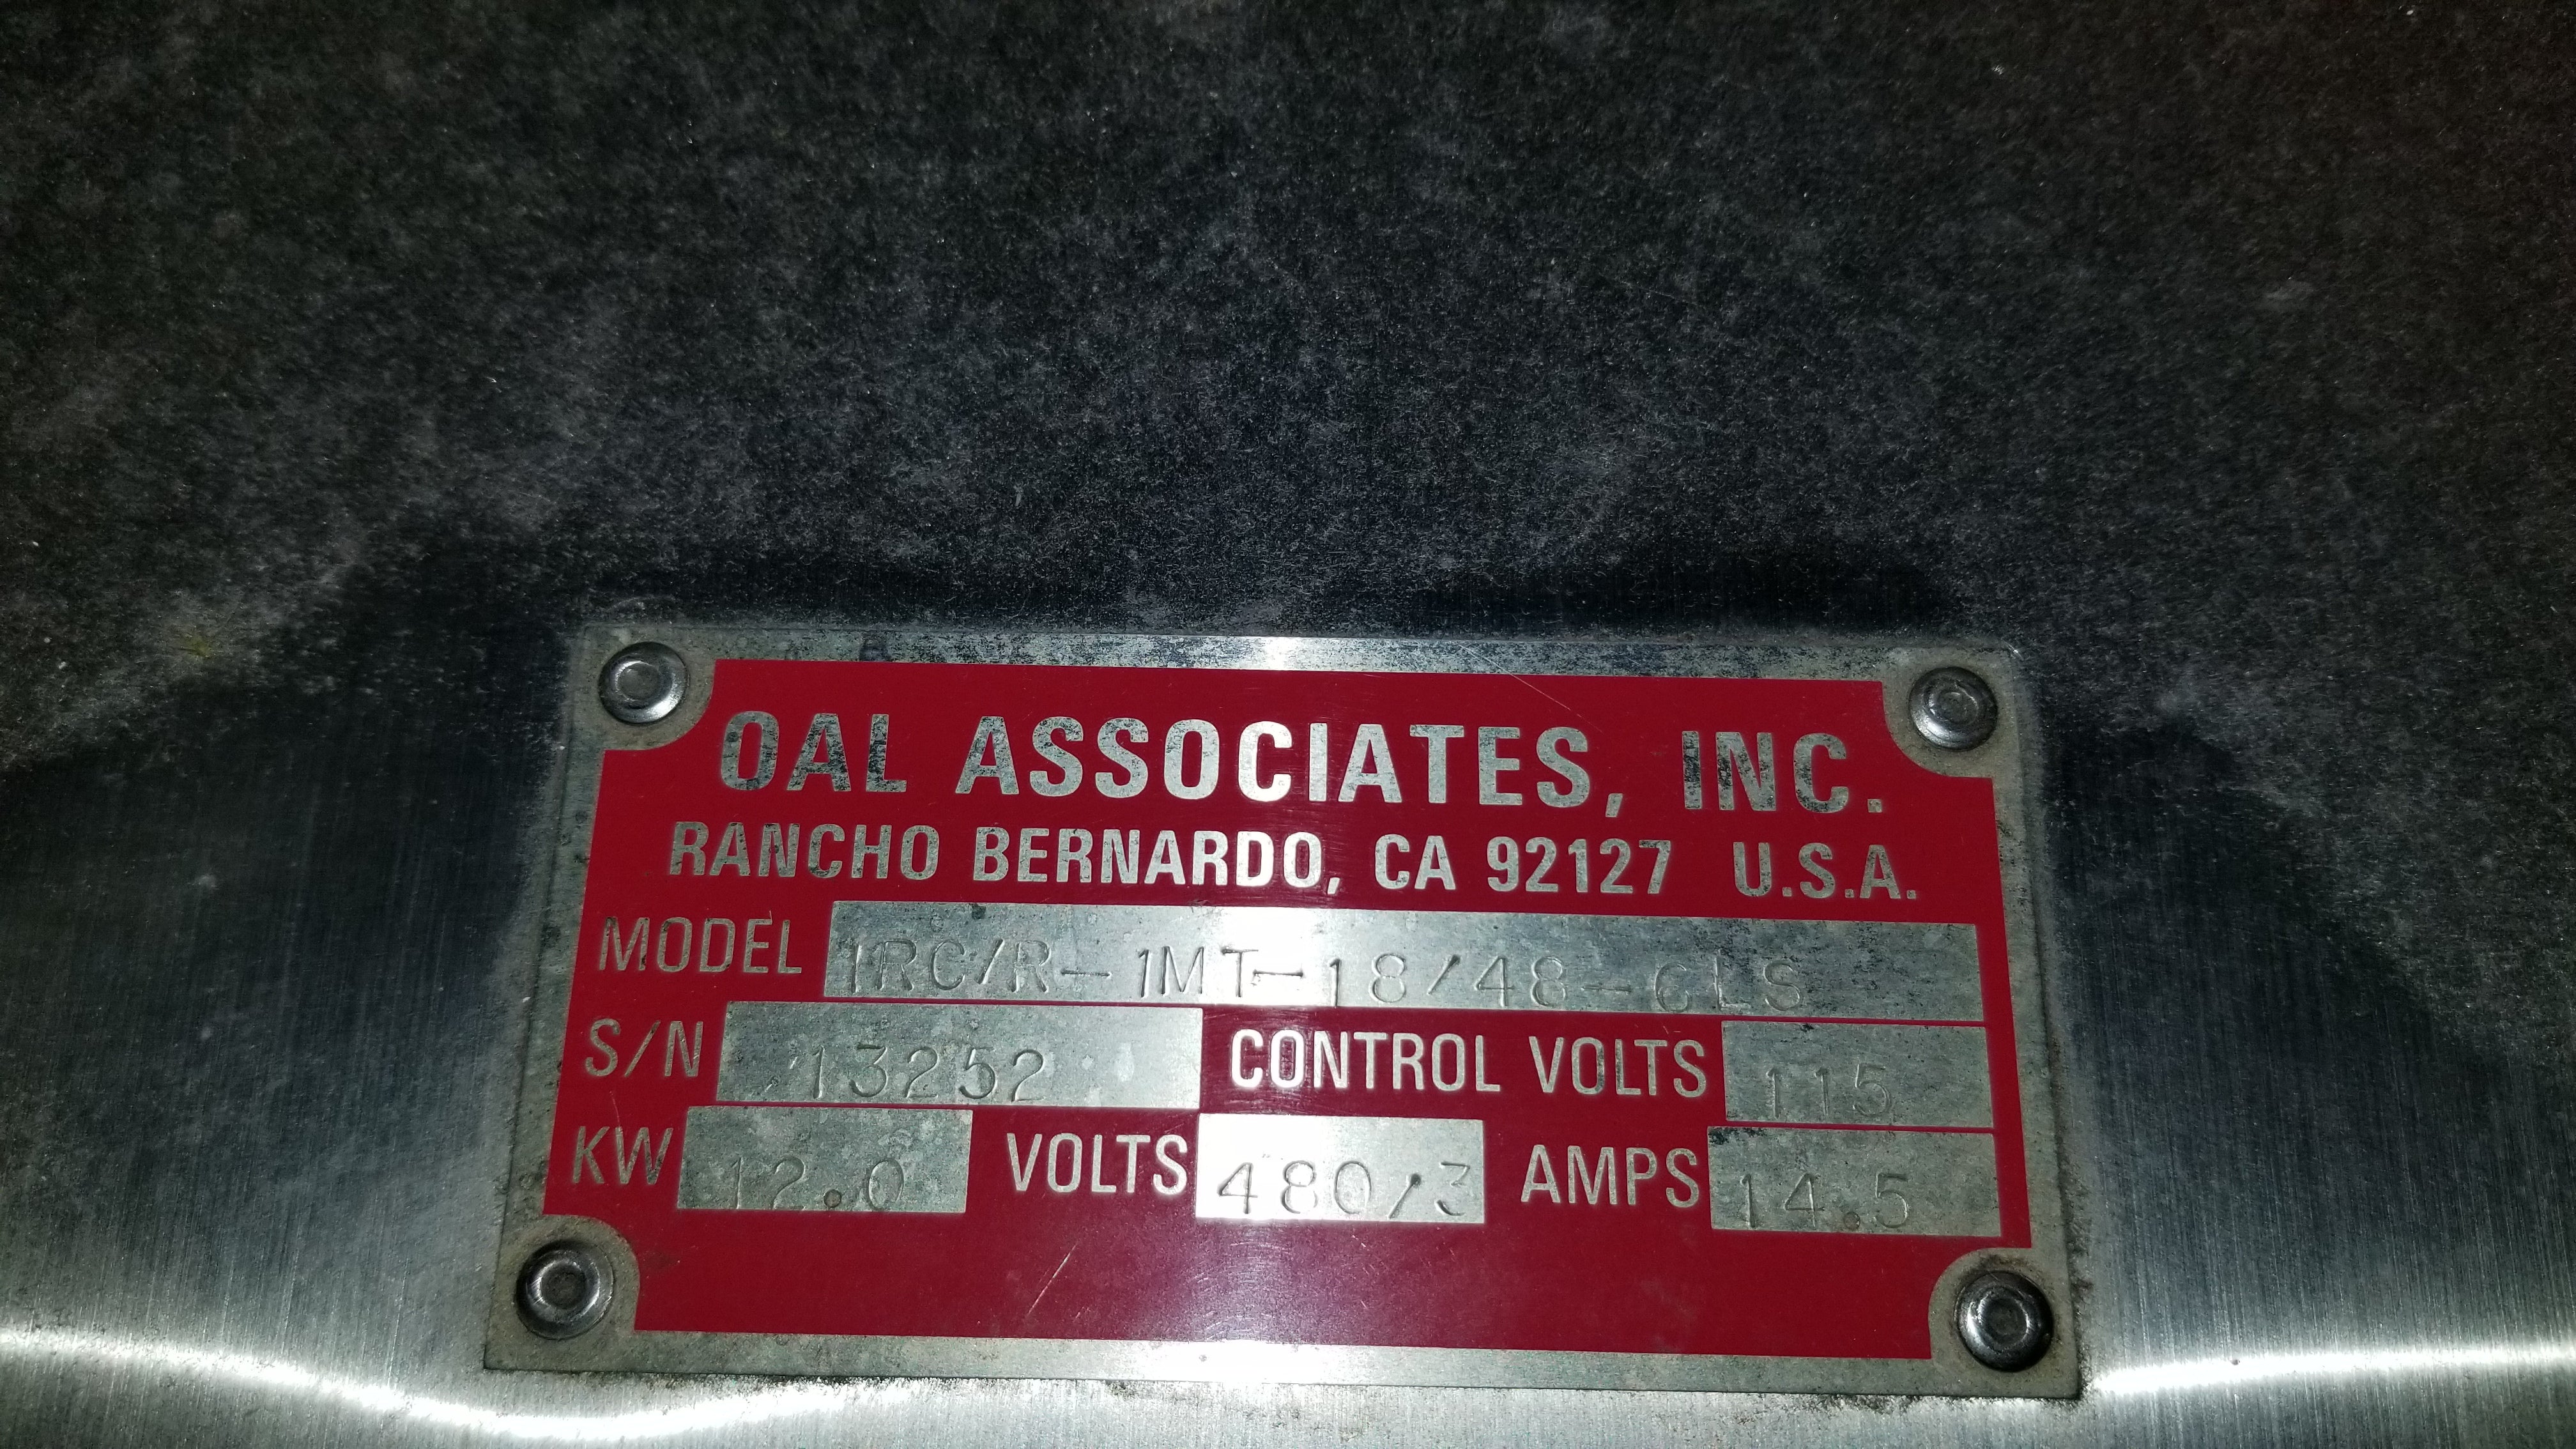 OAL ASSOCIATES, INC.
RANCHO BERNARDO, CA 92127 U.S.A.
MODEL 1RC/R-1MT-18/48-CLS
S/N 13252 CONTROL VOLTS 115
KW 12.0 VOLTS 480/3 AMPS 14.5